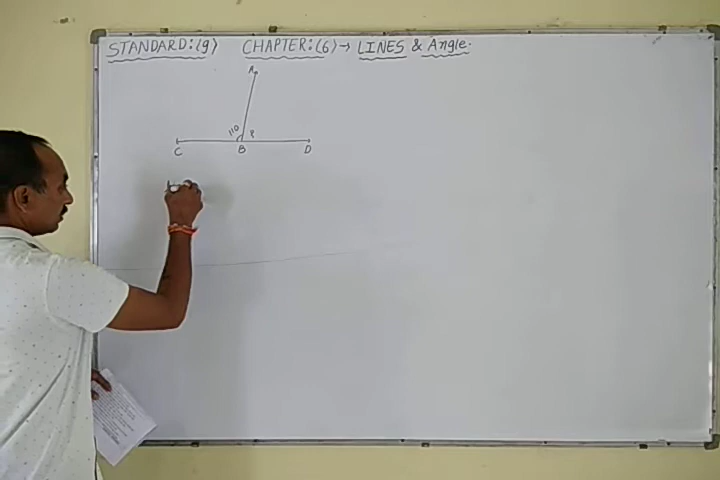 STANDARD:(9) CHAPTER:(6) → LINES & Angle.
A
110
C B D